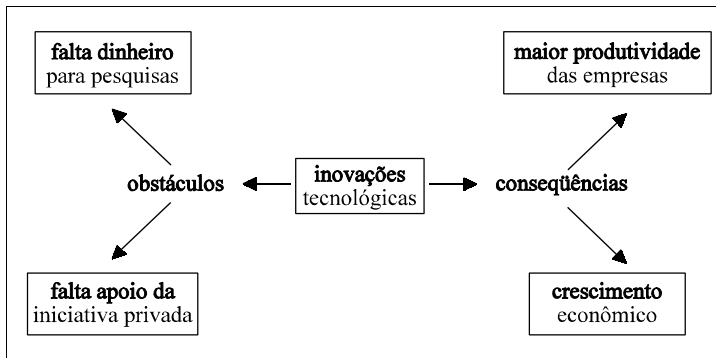 falta dinheiro
para pesquisas
maior produtividade
das empresas
obstáculos
inovações
tecnológicas
conseqüências
falta apoio da
iniciativa privada
crescimento
econômico